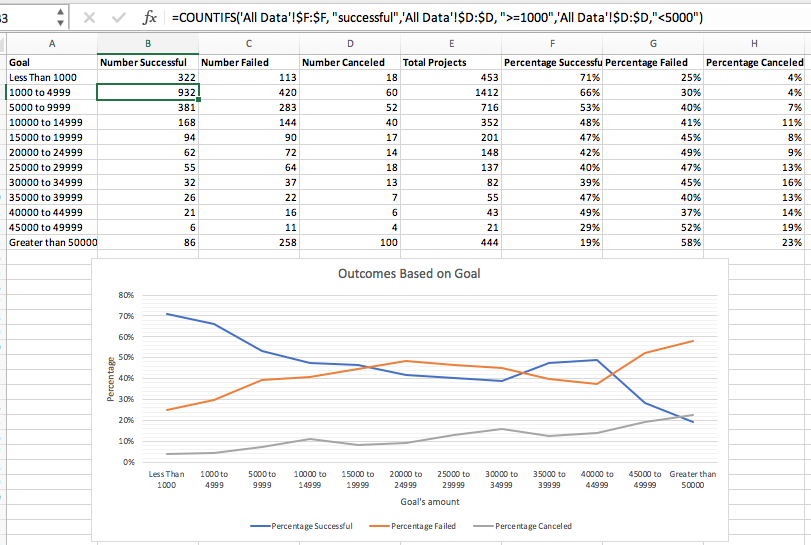 33 fx =COUNTIFS('All Data'!$F:$F, "successful",'All Data'!$D:$D, ">=1000",'All Data'!$D:$D,"<5000")
A B C D E F G H
Goal Number Successful Number Failed Number Canceled Total Projects Percentage Successfu Percentage Failed Percentage Canceled
Less Than 1000 322 113 18 453 71% 25% 4%
1000 to 4999 932 420 60 1412 66% 30% 4%
5000 to 9999 381 283 52 716 53% 40% 7%
10000 to 14999 168 144 40 352 48% 41% 11%
15000 to 19999 94 90 17 201 47% 45% 8%
20000 to 24999 62 72 14 148 42% 49% 9%
25000 to 29999 55 64 18 137 40% 47% 13%
30000 to 34999 32 37 13 82 39% 45% 16%
35000 to 39999 26 22 7 55 47% 40% 13%
40000 to 44999 21 16 6 43 49% 37% 14%
45000 to 49999 6 11 4 21 29% 52% 19%
Greater than 50000 86 258 100 444 19% 58% 23%
Outcomes Based on Goal
80%
70%
60%
50%
40%
30%
20%
10%
0%
Percentage
Less Than 1000 to 5000 to 10000 to 15000 to 20000 to 25000 to 30000 to 35000 to 40000 to 45000 to Greater than
1000 4999 9999 14999 19999 24999 29999 34999 39999 44999 49999 50000
Goal's amount
Percentage Successful Percentage Failed Percentage Canceled